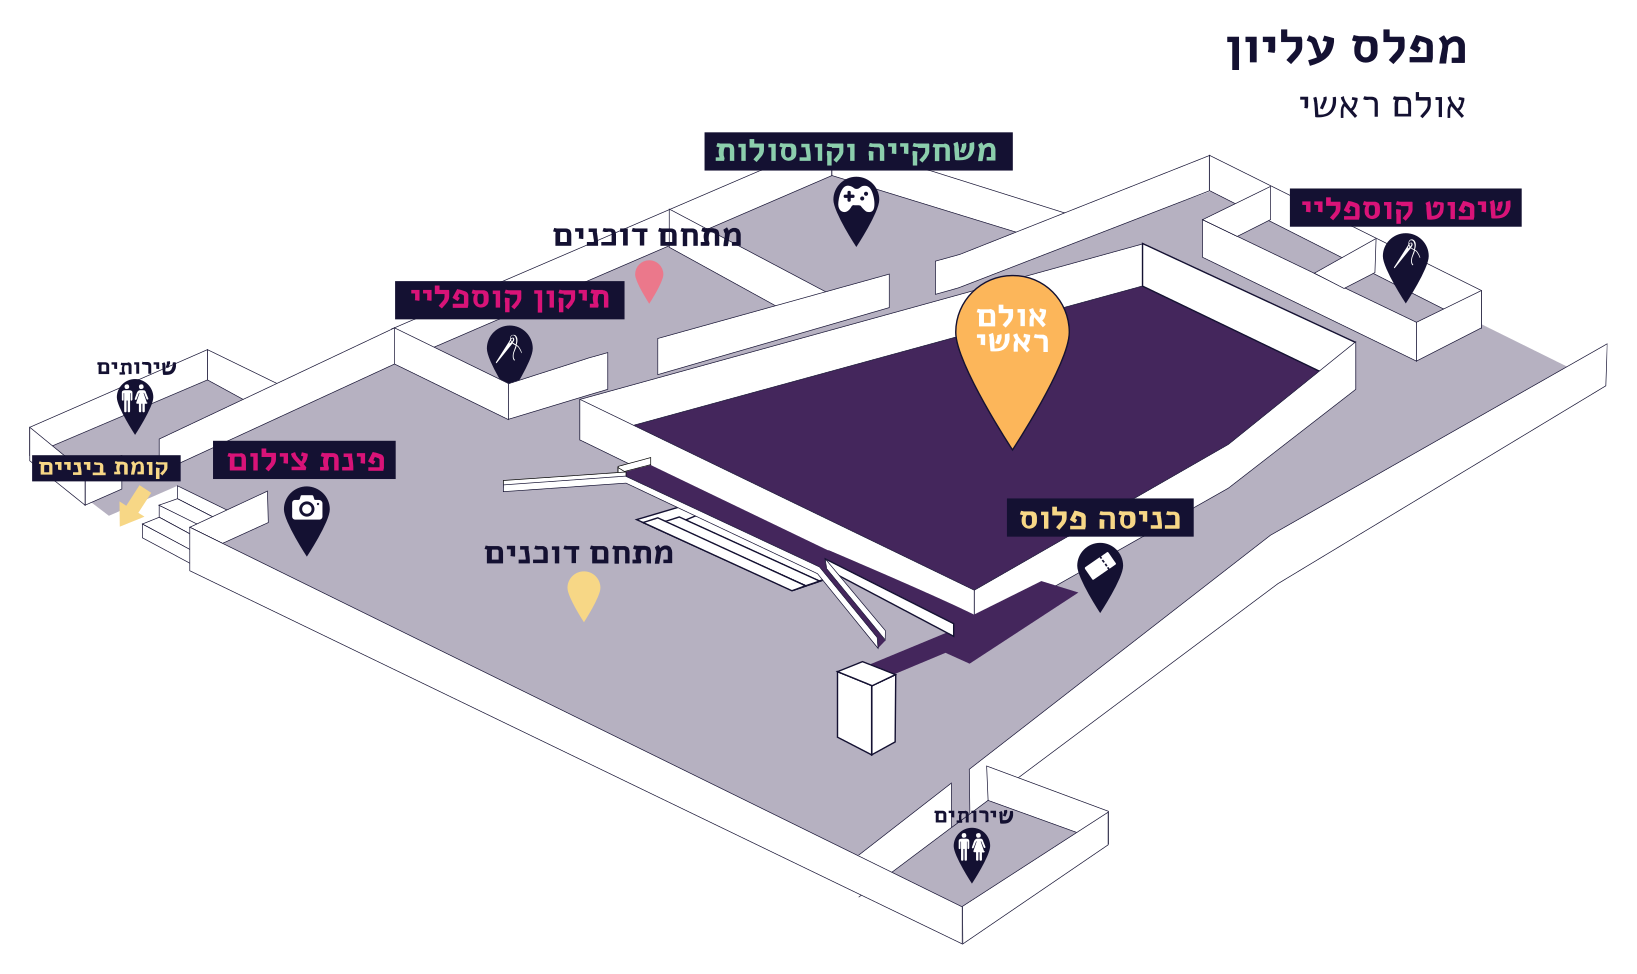 מפלס עליון
אולם ראשי
משחקייה וקונסולות
שיפוט קוספליי
מתחם דוכנים
תיקון קוספליי
אולם
ראשי
שירותים
קומת ביניים
פינת צילום
כניסה פלוס
מתחם דוכנים
שירותים